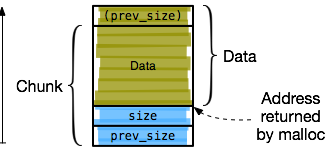 (prev_size)
Data
Data
Chunk
size
Address
returned
by malloc
prev_size